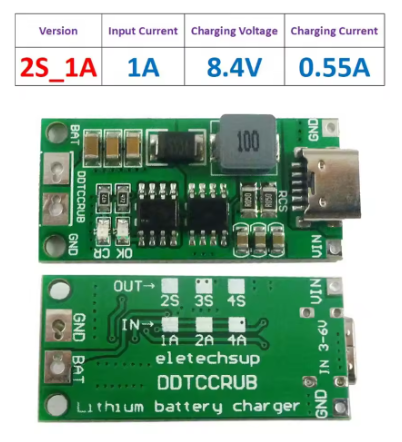 Version Input Current Charging Voltage Charging Current
2S_1A 1A 8.4V 0.55A
BAT
DDTCCRUB
GND
CR OK
100
R050 R050
RCS
GND
VIN
OUT→ 2S 3S 4S
IN→
1A 2A 4A
eletechsup
DDTCCRUB
Lithium battery charger
GND
BAT
VIN
IN 3-6V
GND